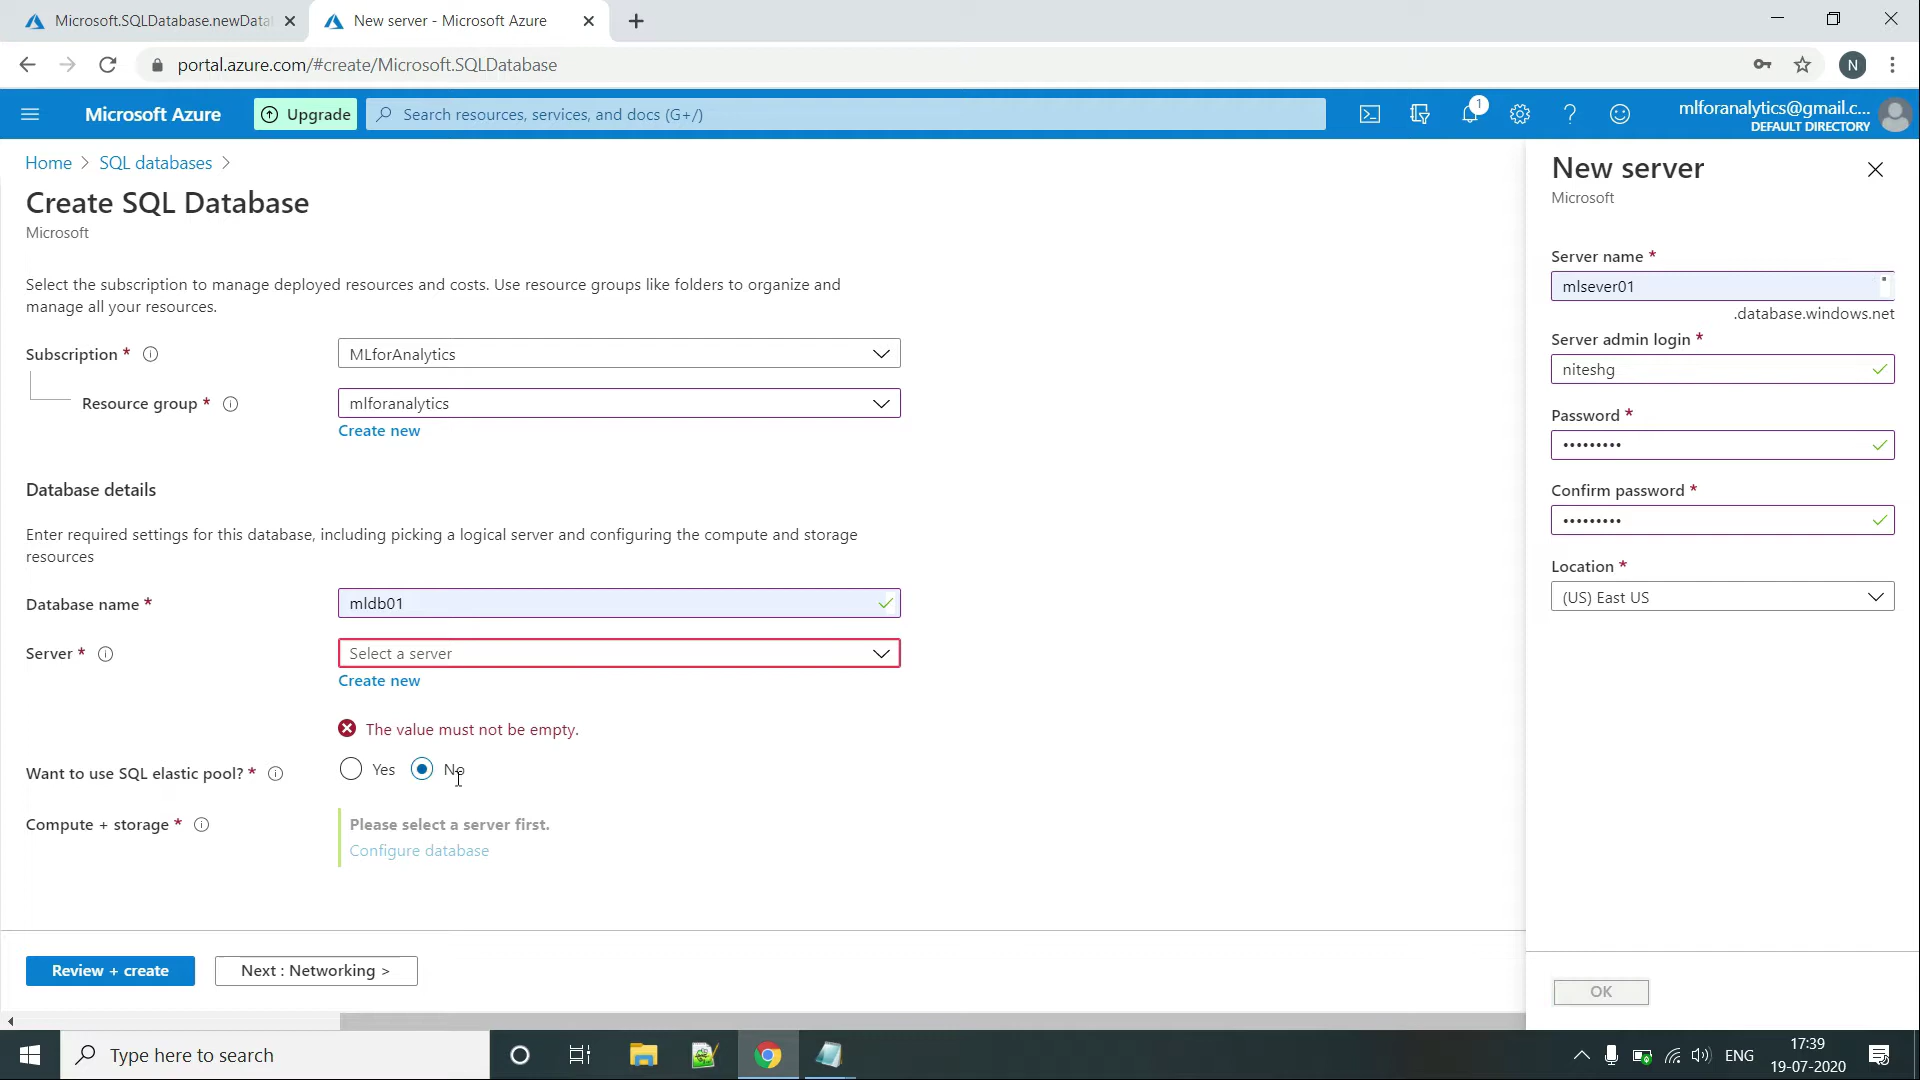 Microsoft.SQLDatabase.newData
New server - Microsoft Azure
portal.azure.com/#create/Microsoft.SQLDatabase
N
Microsoft Azure
Upgrade
Search resources, services, and docs (G+/)
1
mlforanalytics@gmail.c...
DEFAULT DIRECTORY
Home > SQL databases >
Create SQL Database
Microsoft
Select the subscription to manage deployed resources and costs. Use resource groups like folders to organize and
manage all your resources.
Subscription *
MLforAnalytics
Resource group *
mlforanalytics
Create new
Database details
Enter required settings for this database, including picking a logical server and configuring the compute and storage
resources
Database name *
mldb01
Server *
Select a server
Create new
The value must not be empty.
Want to use SQL elastic pool? *
Yes
No
Compute + storage *
Please select a server first.
Configure database
Review + create
Next : Networking >
New server
Microsoft
Server name *
mlsever01
.database.windows.net
Server admin login *
niteshg
Password *
•••••••••
Confirm password *
•••••••••
Location *
(US) East US
OK
Type here to search
ENG
17:39
19-07-2020